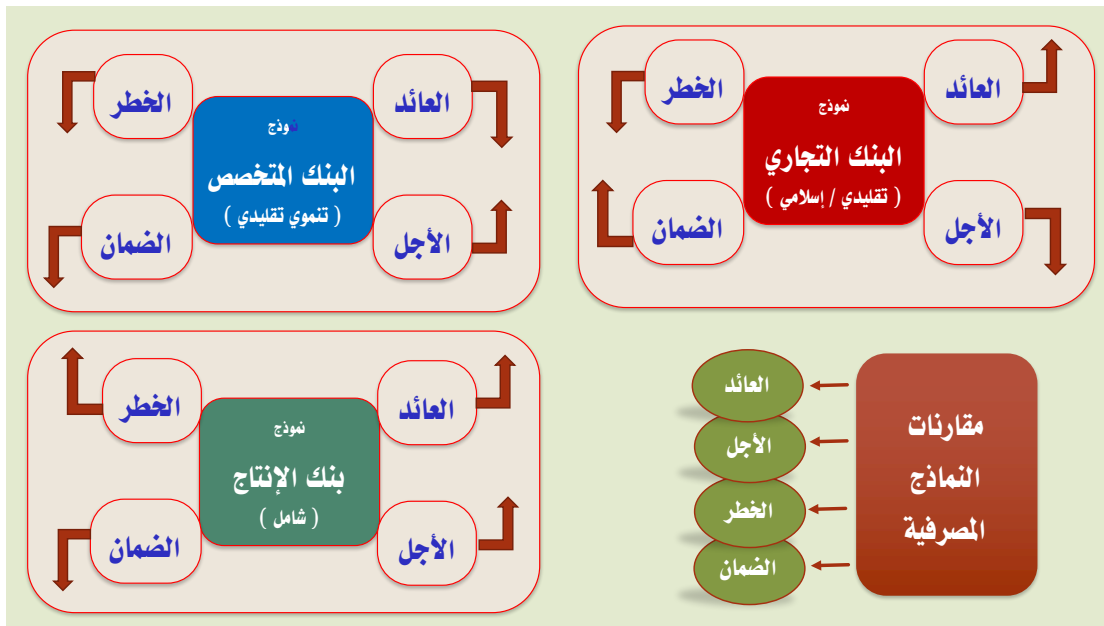 العائد
الخطر
نموذج
البنك التجاري
( تقليدي / إسلامي )
الأجل
الضمان
العائد
الخطر
نموذج
البنك المتخصص
( تنموي تقليدي )
الأجل
الضمان
مقارنات
النماذج
المصرفية
العائد
الأجل
الخطر
الضمان
العائد
الخطر
نموذج
بنك الإنتاج
( شامل )
الأجل
الضمان